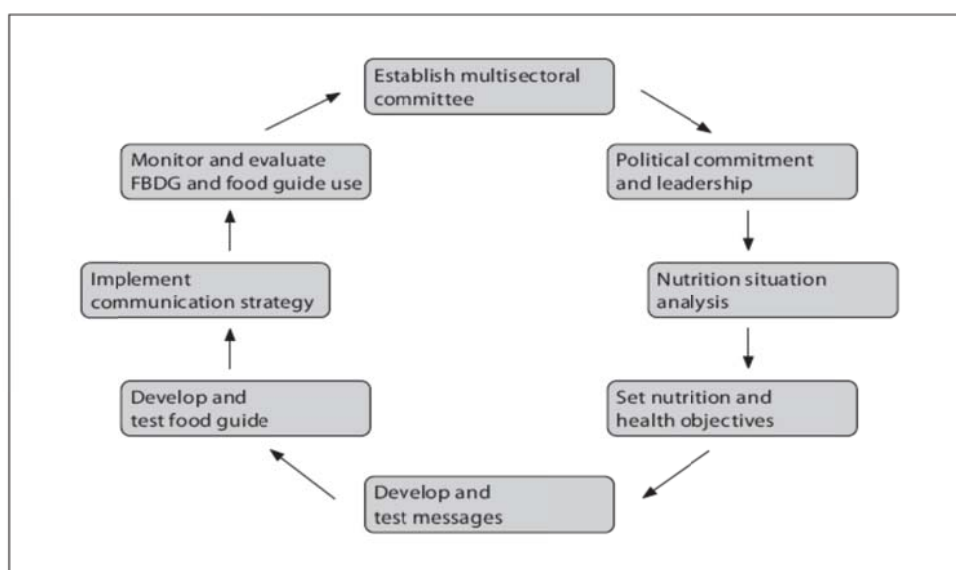 Establish multisectoral
committee
Political commitment
and leadership
Nutrition situation
analysis
Set nutrition and
health objectives
Develop and
test messages
Develop and
test food guide
Implement
communication strategy
Monitor and evaluate
FBDG and food guide use